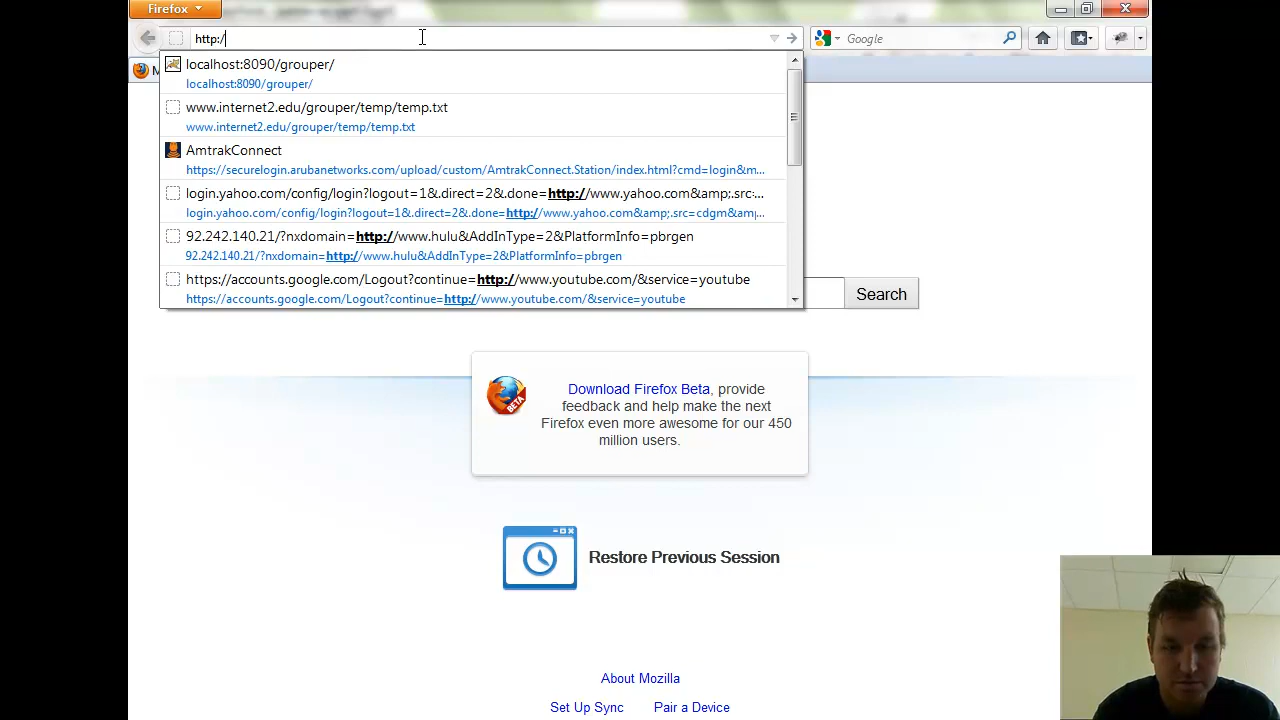 Firefox
http:/
Google
localhost:8090/grouper/
localhost:8090/grouper/
www.internet2.edu/grouper/temp/temp.txt
www.internet2.edu/grouper/temp/temp.txt
AmtrakConnect
https://securelogin.arubanetworks.com/upload/custom/AmtrakConnect.Station/index.html?cmd=login&m...
login.yahoo.com/config/login?logout=1&.direct=2&.done=http://www.yahoo.com&amp;.src=...
login.yahoo.com/config/login?logout=1&.direct=2&.done=http://www.yahoo.com&amp;.src=cdgm&amp
92.242.140.21/?nxdomain=http://www.hulu&AddInType=2&PlatformInfo=pbrgen
92.242.140.21/?nxdomain=http://www.hulu&AddInType=2&PlatformInfo=pbrgen
https://accounts.google.com/Logout?continue=http://www.youtube.com/&service=youtube
https://accounts.google.com/Logout?continue=http://www.youtube.com/&service=youtube
Search
Download Firefox Beta, provide
feedback and help make the next
Firefox even more awesome for our 450
million users.
BETA
Restore Previous Session
About Mozilla
Set Up Sync Pair a Device